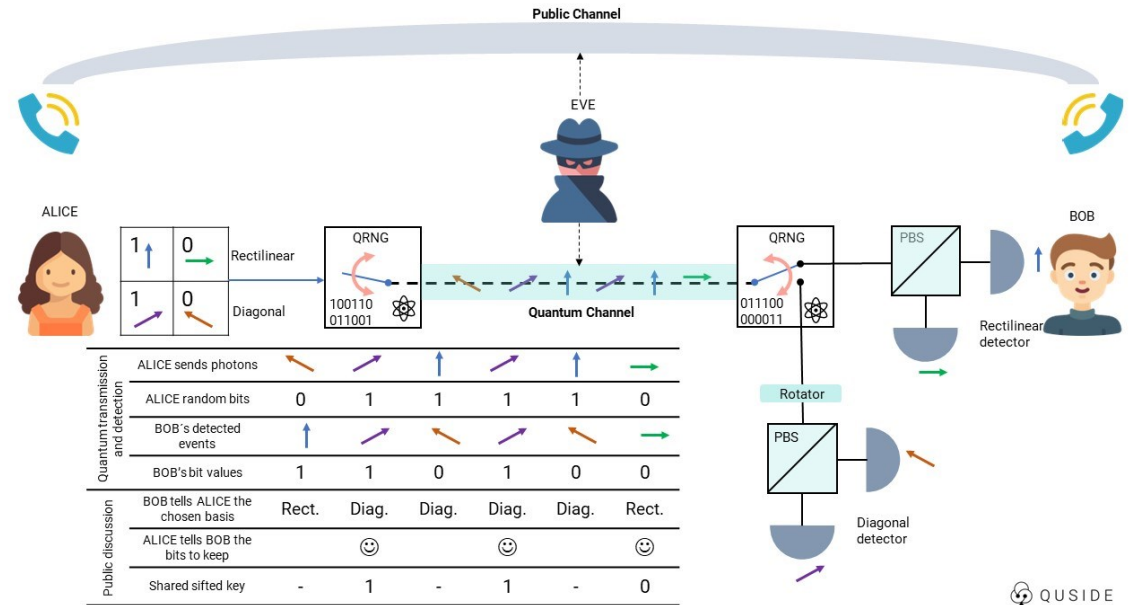 Public Channel
EVE
ALICE
BOB
1
0
Rectilinear
1
0
Diagonal
QRNG
100110
011001
Quantum Channel
QRNG
011100
000011
PBS
Rectilinear
detector
Rotator
PBS
Diagonal
detector
Quantum transmission
and detection
ALICE sends photons
ALICE random bits
0 1 1 1 1 0
BOB´s detected
events
BOB's bit values
1 1 0 1 0 0
Public discussion
BOB tells ALICE the
chosen basis
Rect. Diag. Diag. Diag. Diag. Rect.
ALICE tells BOB the
bits to keep
Shared sifted key
- 1 - 1 - 0
QUSIDE